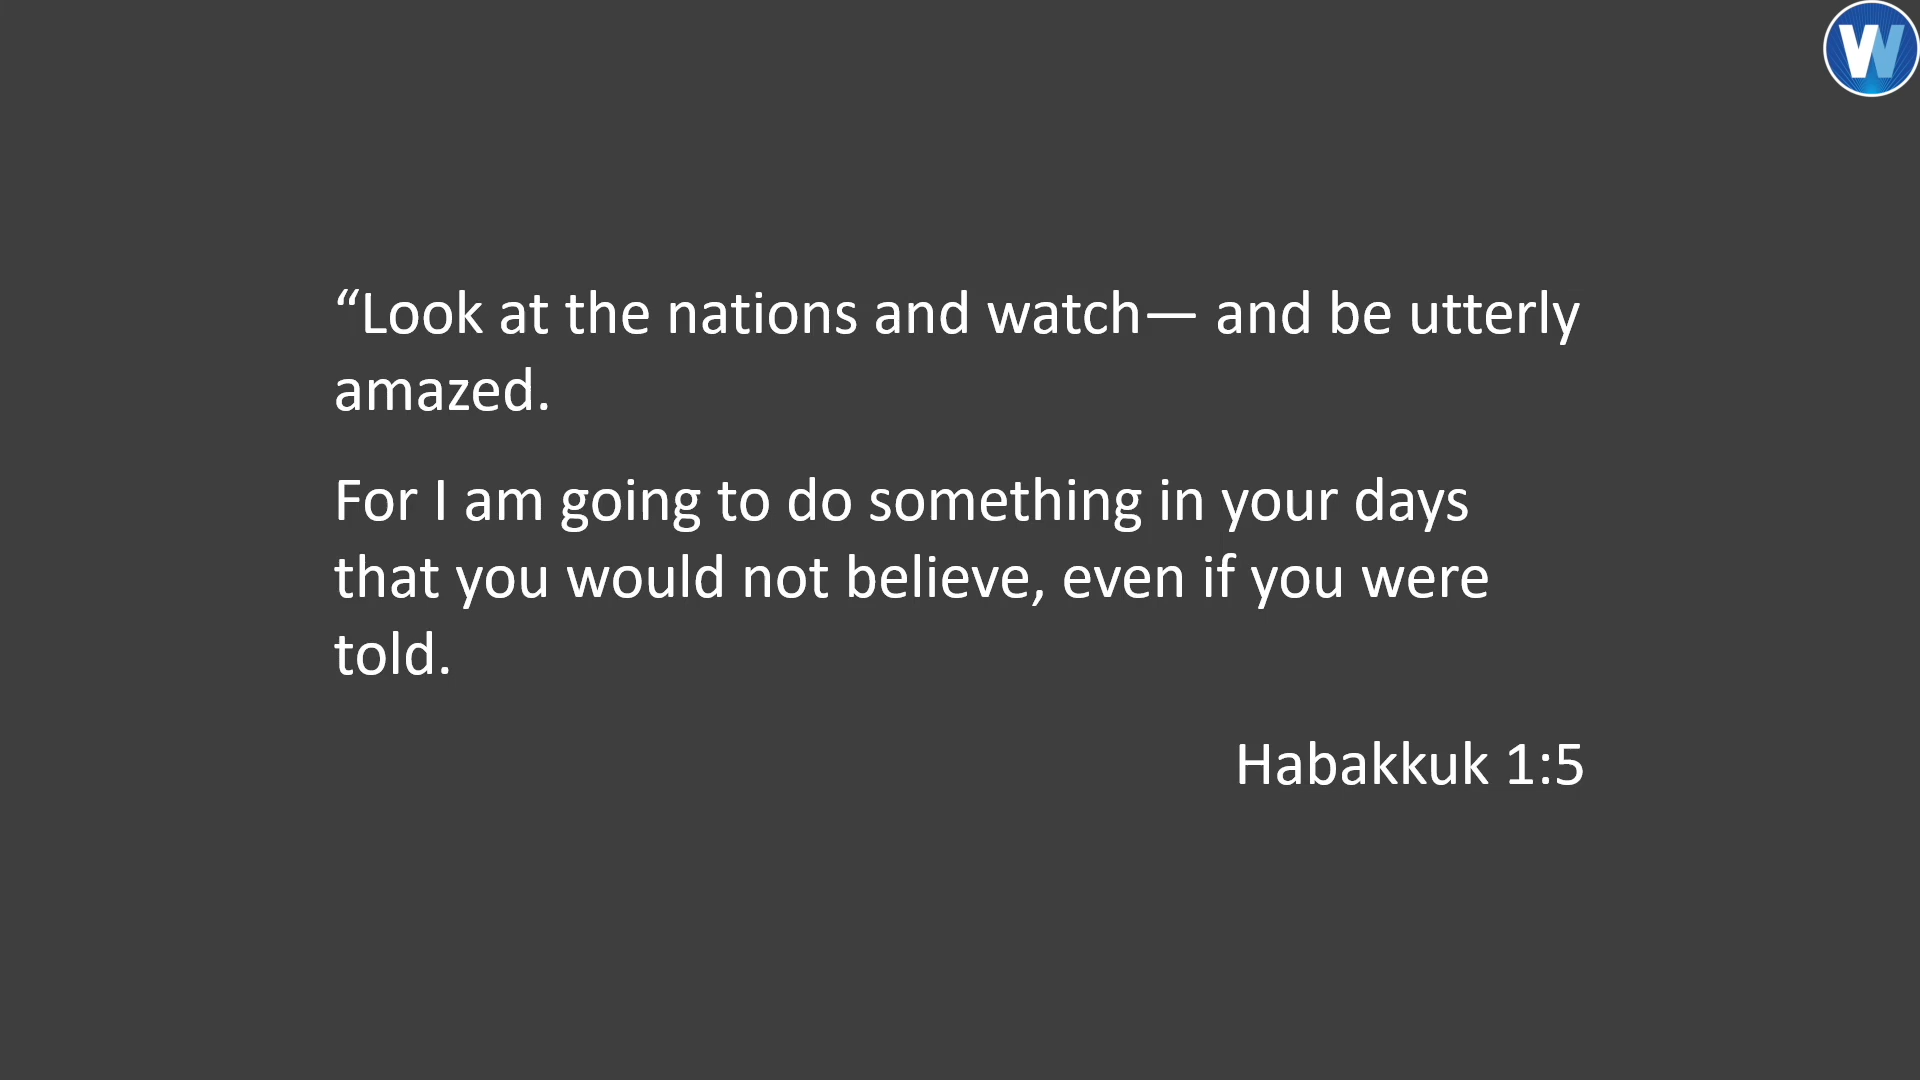 W
“Look at the nations and watch— and be utterly
amazed.
For I am going to do something in your days
that you would not believe, even if you were
told.
Habakkuk 1:5